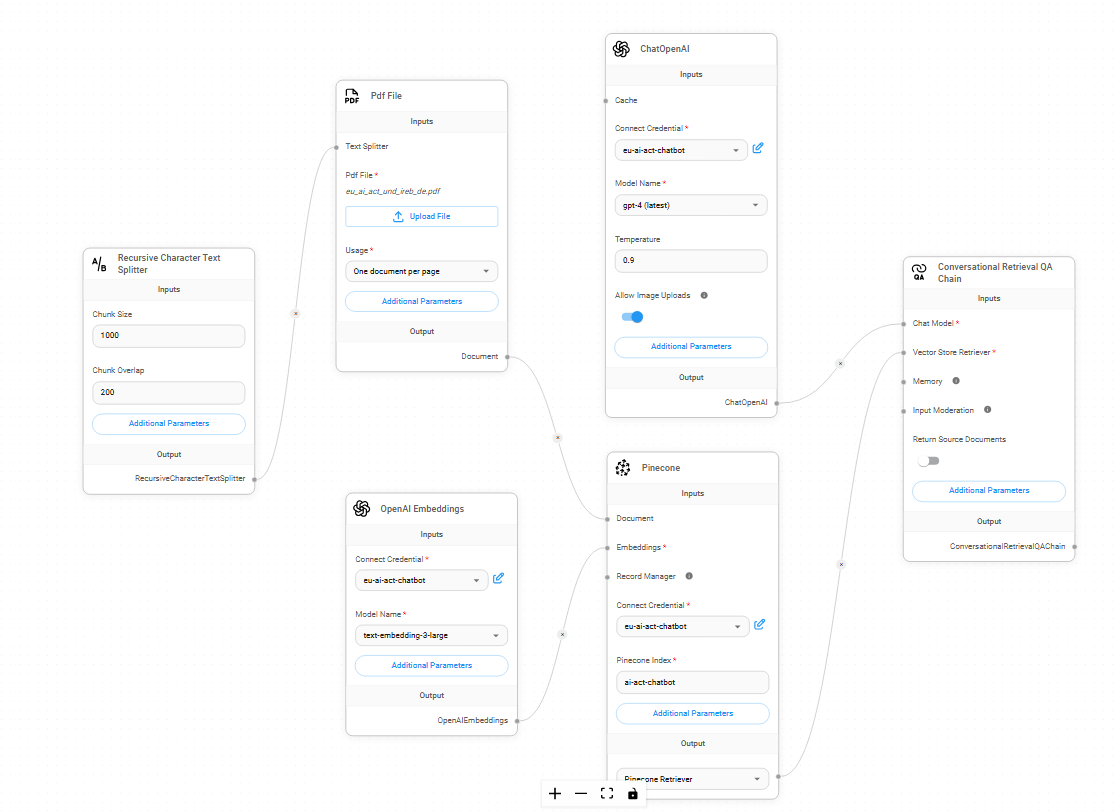 Recursive Character Text
Splitter
Inputs
Chunk Size
1000
Chunk Overlap
200
Additional Parameters
Output
RecursiveCharacterTextSplitter
PDF
Pdf File
Inputs
Text Splitter
Pdf File *
eu_ai_act_und_ireb_de.pdf
Upload File
Usage *
One document per page
Additional Parameters
Output
Document
OpenAI Embeddings
Inputs
Connect Credential *
eu-ai-act-chatbot
Model Name *
text-embedding-3-large
Additional Parameters
Output
OpenAIEmbeddings
ChatOpenAI
Inputs
Cache
Connect Credential *
eu-ai-act-chatbot
Model Name *
gpt-4 (latest)
Temperature
0.9
Allow Image Uploads
Additional Parameters
Output
ChatOpenAI
Pinecone
Inputs
Document
Embeddings *
Record Manager
Connect Credential *
eu-ai-act-chatbot
Pinecone Index *
ai-act-chatbot
Additional Parameters
Output
Pinecone Retriever
QA
Conversational Retrieval QA
Chain
Inputs
Chat Model *
Vector Store Retriever *
Memory
Input Moderation
Return Source Documents
Additional Parameters
Output
ConversationalRetrievalQAChain